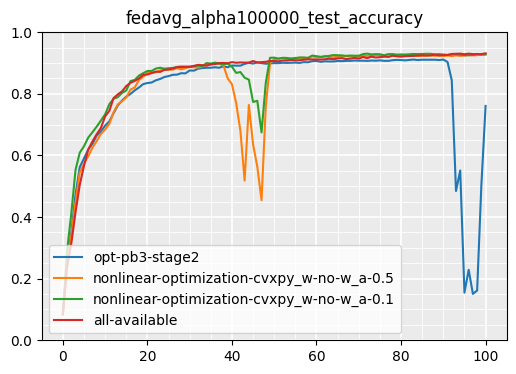 fedavg_alpha100000_test_accuracy
1.0
0.8
0.6
0.4
0.2
0.0
opt-pb3-stage2
nonlinear-optimization-cvxpy_w-no-w_a-0.5
nonlinear-optimization-cvxpy_w-no-w_a-0.1
all-available
0 20 40 60 80 100